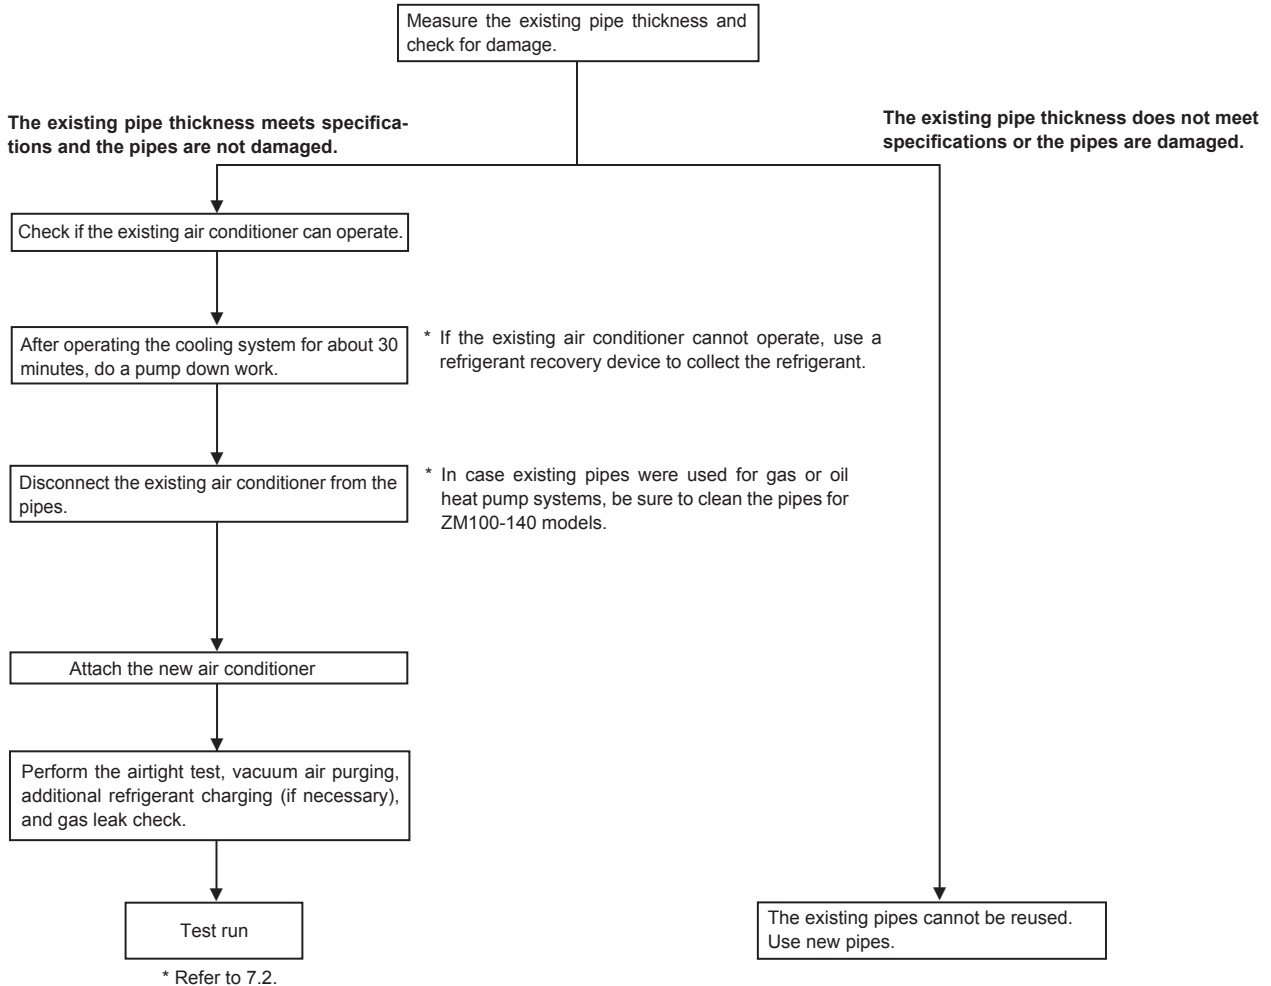 Measure the existing pipe thickness and
check for damage.
The existing pipe thickness meets specifica-
tions and the pipes are not damaged.
The existing pipe thickness does not meet
specifications or the pipes are damaged.
Check if the existing air conditioner can operate.
After operating the cooling system for about 30
minutes, do a pump down work.
* If the existing air conditioner cannot operate, use a
refrigerant recovery device to collect the refrigerant.
Disconnect the existing air conditioner from the
pipes.
* In case existing pipes were used for gas or oil
heat pump systems, be sure to clean the pipes for
ZM100-140 models.
Attach the new air conditioner
Perform the airtight test, vacuum air purging,
additional refrigerant charging (if necessary),
and gas leak check.
Test run
* Refer to 7.2.
The existing pipes cannot be reused.
Use new pipes.